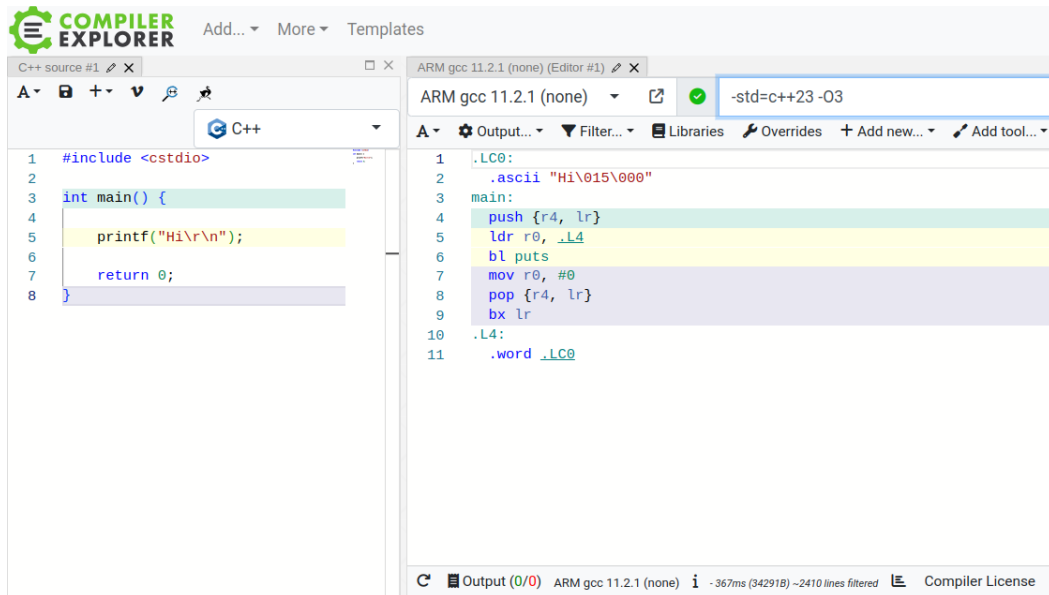 COMPILER
EXPLORER
Add... More Templates
C++ source #1
A
C++
1 #include <cstdio>
2
3 int main() {
4
5     printf("Hi\r\n");
6
7     return 0;
8 }
ARM gcc 11.2.1 (none) (Editor #1)
ARM gcc 11.2.1 (none) -std=c++23 -O3
A Output... Filter... Libraries Overrides + Add new... Add tool...
1 .LC0:
2   .ascii "Hi\015\000"
3 main:
4   push {r4, lr}
5   ldr r0, .L4
6   bl puts
7   mov r0, #0
8   pop {r4, lr}
9   bx lr
10 .L4:
11   .word .LC0
Output (0/0) ARM gcc 11.2.1 (none) i - 367ms (34291B) ~2410 lines filtered Compiler License